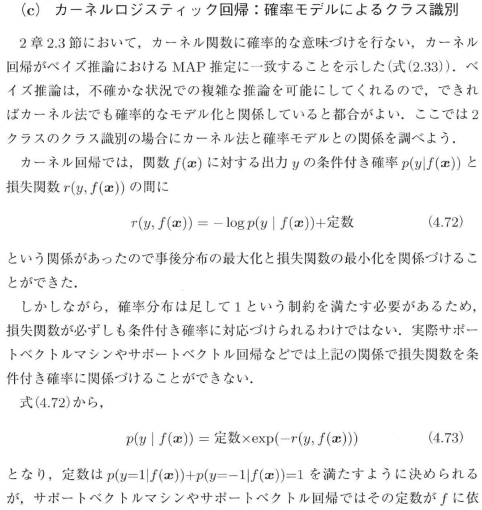 (c) カーネルロジスティック回帰：確率モデルによるクラス識別
2章2.3節において，カーネル関数に確率的な意味づけを行ない，カーネル
回帰がベイズ推論における MAP 推定に一致することを示した(式(2.33))．ベ
イズ推論は，不確かな状況での複雑な推論を可能にしてくれるので，できれ
ばカーネル法でも確率的なモデル化と関係していると都合がよい．ここでは2
クラスのクラス識別の場合にカーネル法と確率モデルとの関係を調べよう．
カーネル回帰では，関数 f(x) に対する出力 y の条件付き確率 p(y|f(x)) と
損失関数 r(y, f(x)) の間に
r(y, f(x)) = − log p(y | f(x))+定数 (4.72)
という関係があったので事後分布の最大化と損失関数の最小化を関係づけるこ
とができた．
しかしながら，確率分布は足して1という制約を満たす必要があるため，
損失関数が必ずしも条件付き確率に対応づけられるわけではない．実際サポー
トベクトルマシンやサポートベクトル回帰などでは上記の関係で損失関数を条
件付き確率に関係づけることができない．
式(4.72)から，
p(y | f(x)) = 定数×exp(−r(y, f(x))) (4.73)
となり，定数は p(y=1|f(x))+p(y=−1|f(x))=1 を満たすように決められる
が，サポートベクトルマシンやサポートベクトル回帰ではその定数が f に依